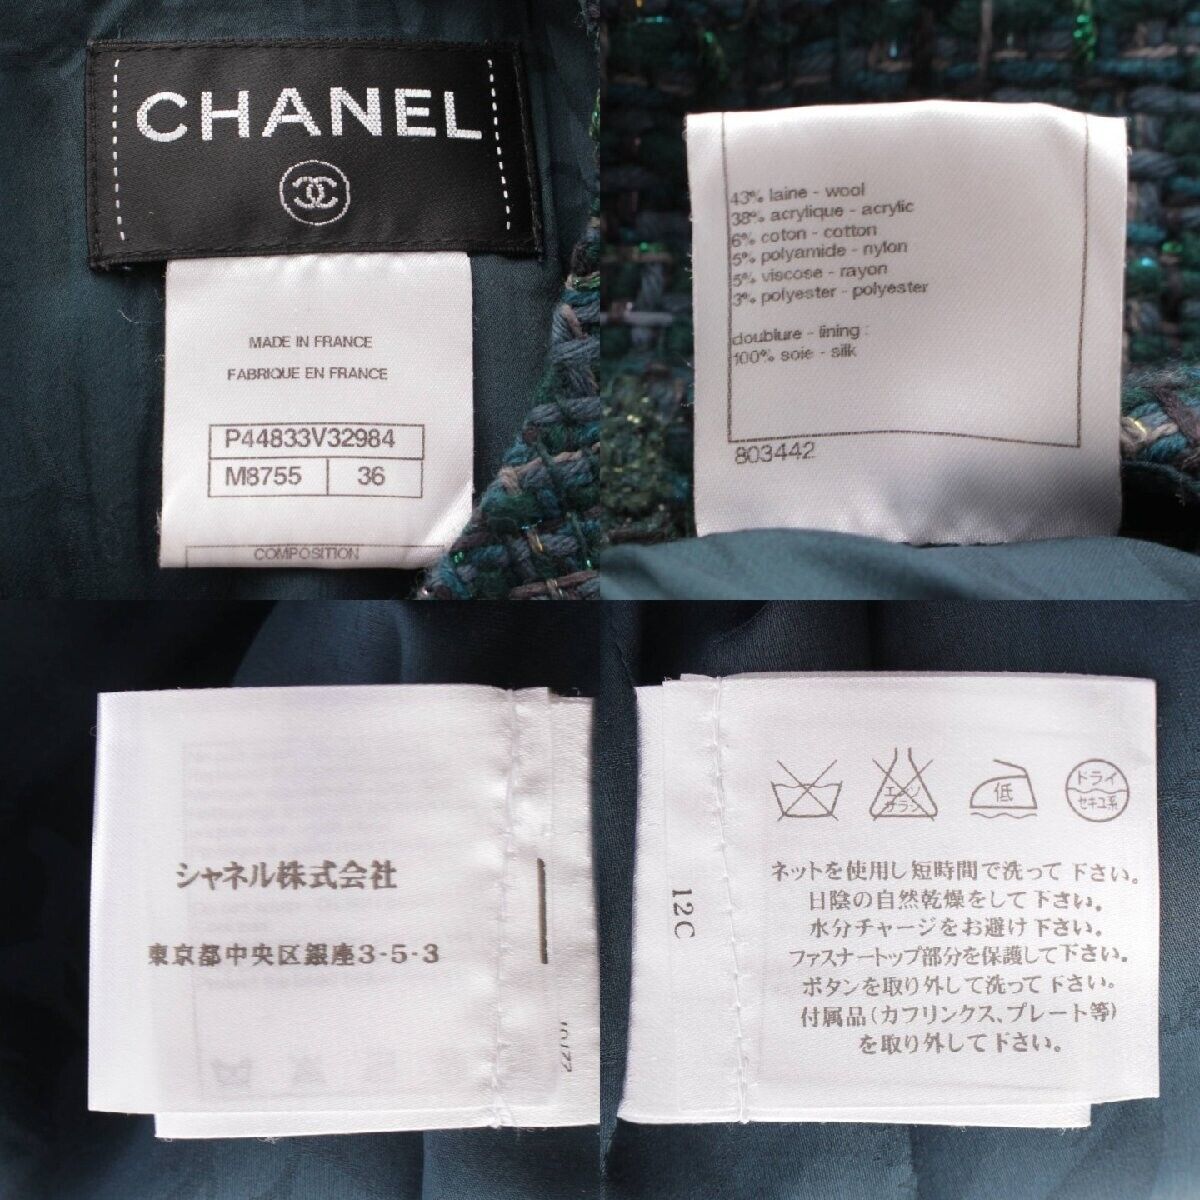 CHANEL
MADE IN FRANCE
FABRIQUE EN FRANCE
P44833V32984
M8755 36
COMPOSITION
43% laine - wool
38% acrylique - acrylic
6% coton - cotton
5% polyamide - nylon
5% viscose - rayon
3% polyester - polyester
doublure - lining :
100% soie - silk
803442
シャネル株式会社
東京都中央区銀座3-5-3
12C
エンソ
サラシ
低
ドライ
セキユ系
ネットを使用し短時間で洗って下さい。
日陰の自然乾燥をして下さい。
水分チャージをお避け下さい。
ファスナートップ部分を保護して下さい。
ボタンを取り外して洗って下さい。
付属品(カフリンクス、プレート等)
を取り外して下さい。